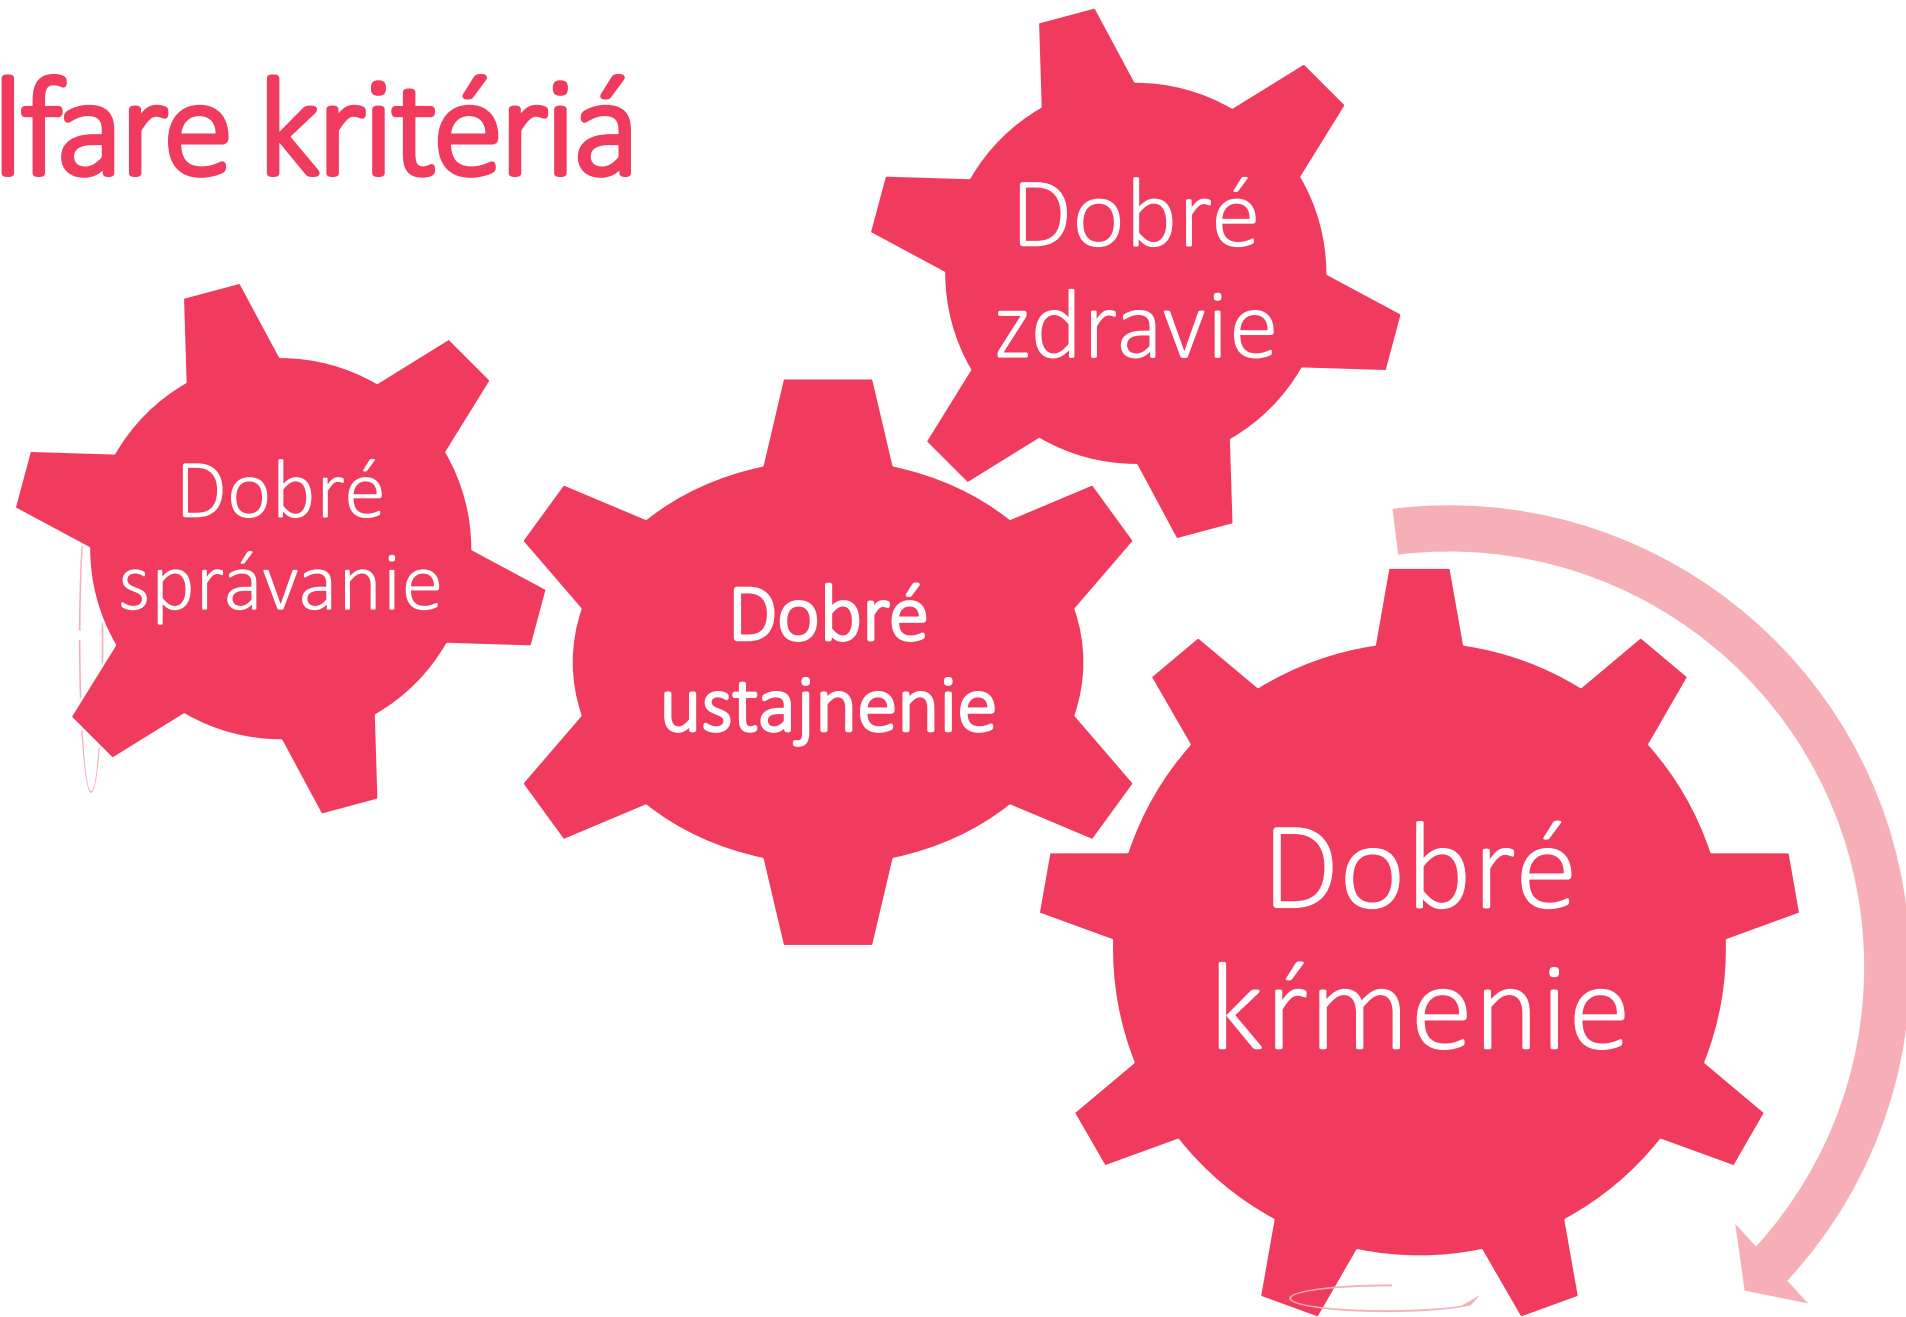 lfare kritériá
Dobré
zdravie
Dobré
správanie
Dobré
ustajnenie
Dobré
kŕmenie